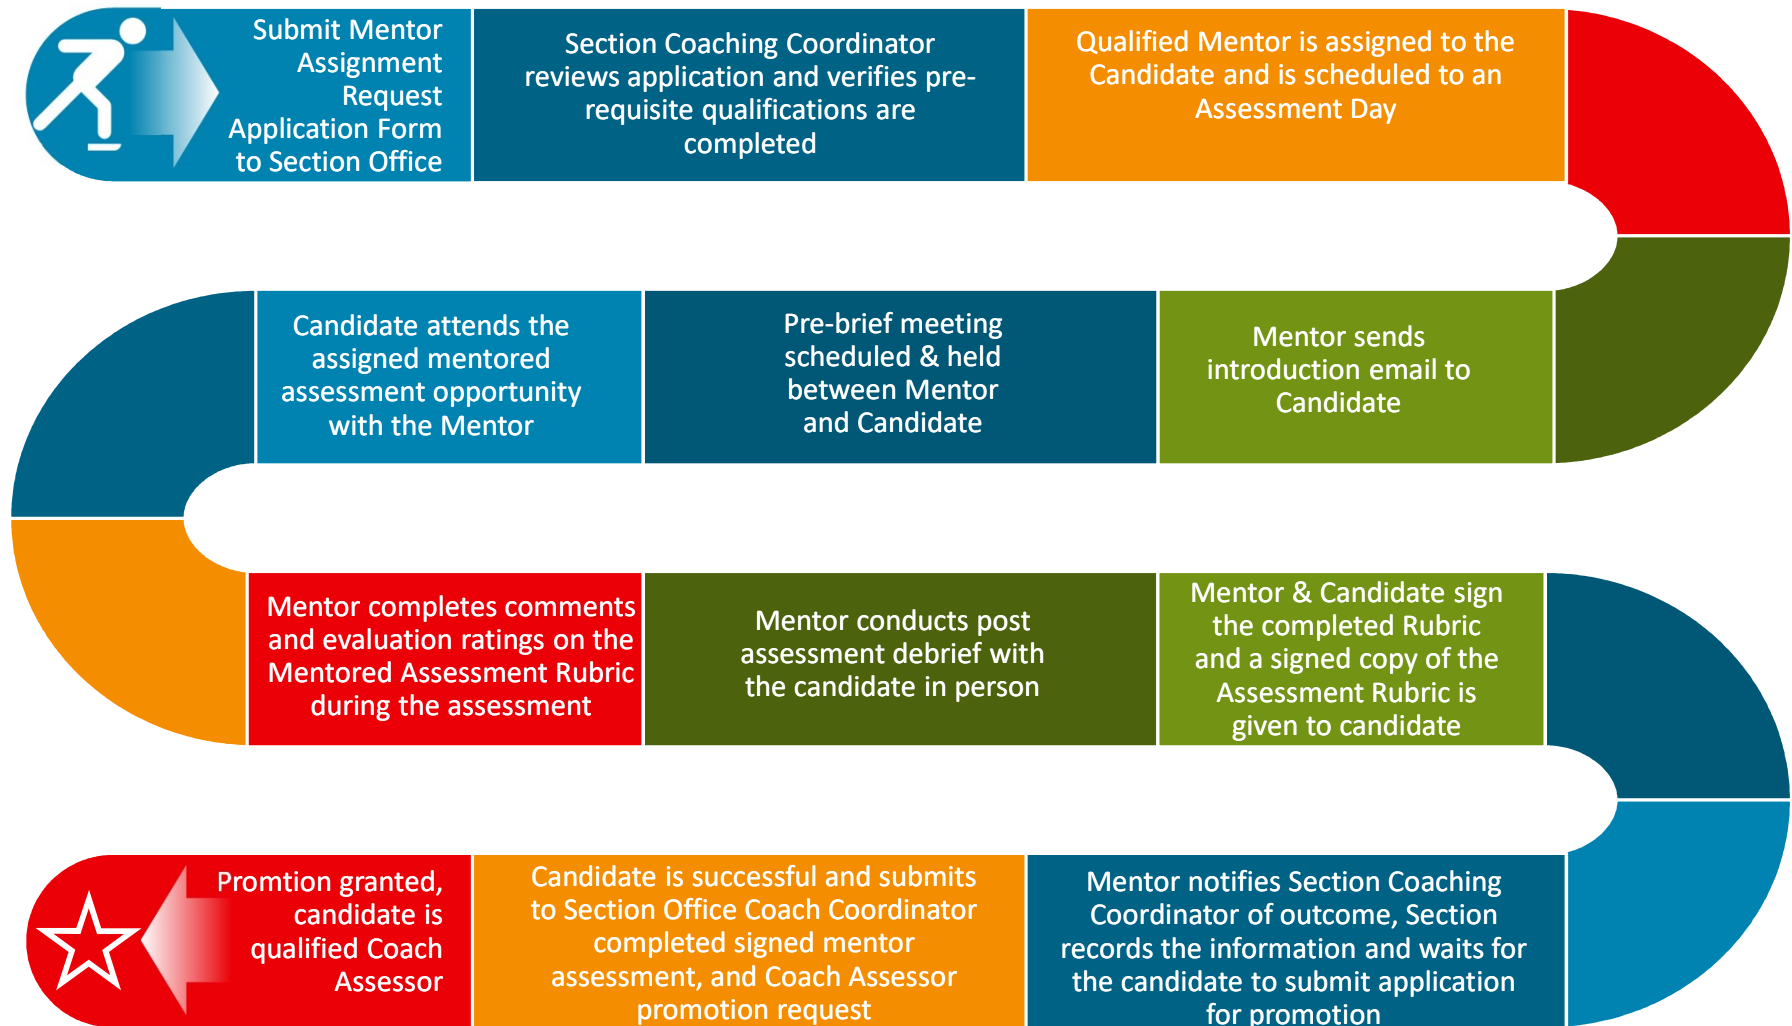 Submit Mentor
Assignment
Request
Application Form
to Section Office
Section Coaching Coordinator
reviews application and verifies pre-
requisite qualifications are
completed
Qualified Mentor is assigned to the
Candidate and is scheduled to an
Assessment Day
Mentor sends
introduction email to
Candidate
Pre-brief meeting
scheduled & held
between Mentor
and Candidate
Candidate attends the
assigned mentored
assessment opportunity
with the Mentor
Mentor completes comments
and evaluation ratings on the
Mentored Assessment Rubric
during the assessment
Mentor conducts post
assessment debrief with
the candidate in person
Mentor & Candidate sign
the completed Rubric
and a signed copy of the
Assessment Rubric is
given to candidate
Mentor notifies Section Coaching
Coordinator of outcome, Section
records the information and waits for
the candidate to submit application
for promotion
Candidate is successful and submits
to Section Office Coach Coordinator
completed signed mentor
assessment, and Coach Assessor
promotion request
Promtion granted,
candidate is
qualified Coach
Assessor